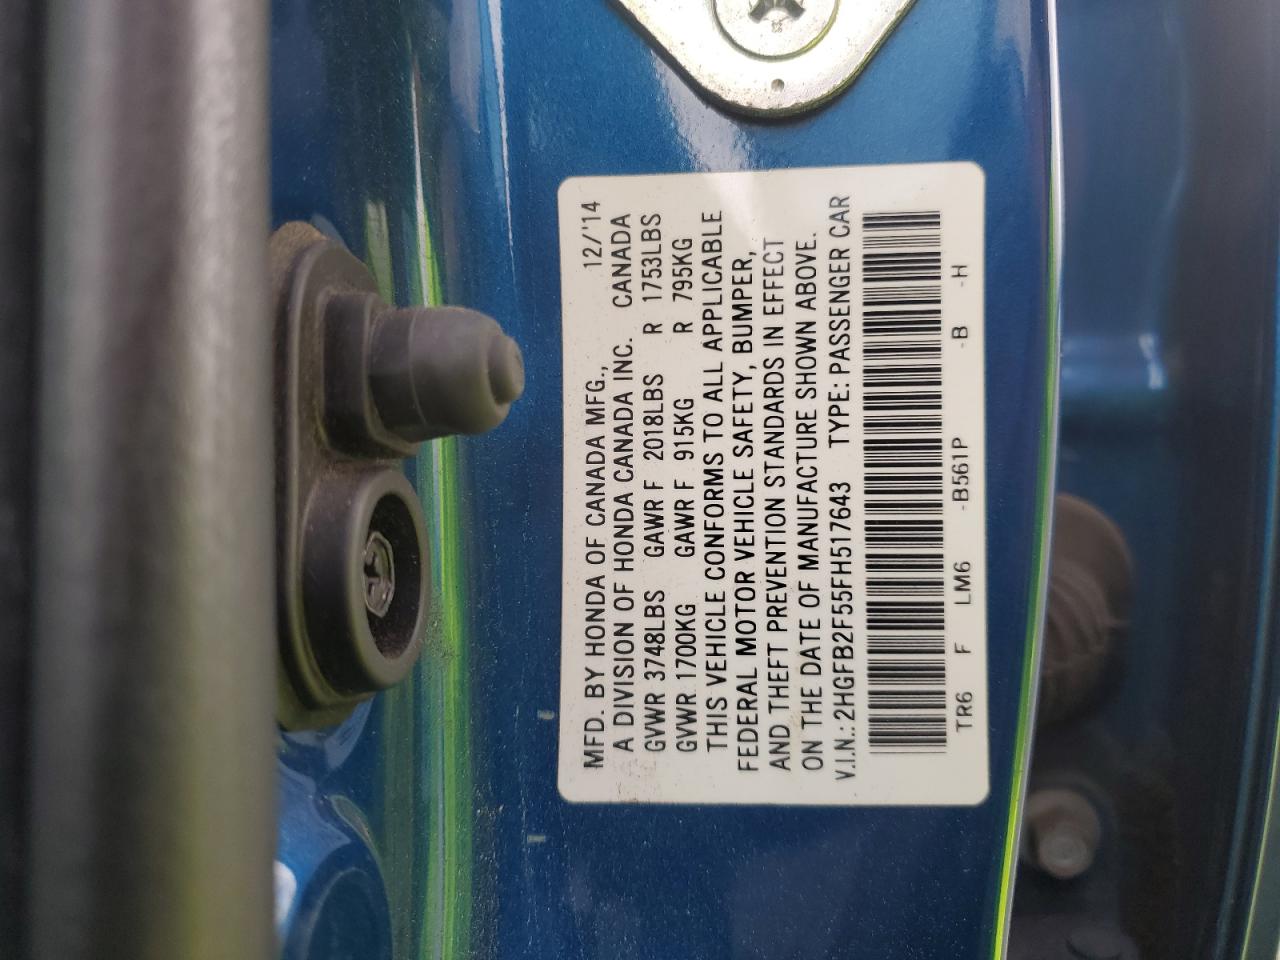 MFD. BY HONDA OF CANADA MFG., 12/'14
A DIVISION OF HONDA CANADA INC. CANADA
GVWR 3748LBS GAWR F 2018LBS R 1753LBS
GVWR 1700KG GAWR F 915KG R 795KG
THIS VEHICLE CONFORMS TO ALL APPLICABLE
FEDERAL MOTOR VEHICLE SAFETY, BUMPER,
AND THEFT PREVENTION STANDARDS IN EFFECT
ON THE DATE OF MANUFACTURE SHOWN ABOVE.
V.I.N.: 2HGFB2F55FH517643 TYPE: PASSENGER CAR
TR6 F LM6 -B561P -B -H